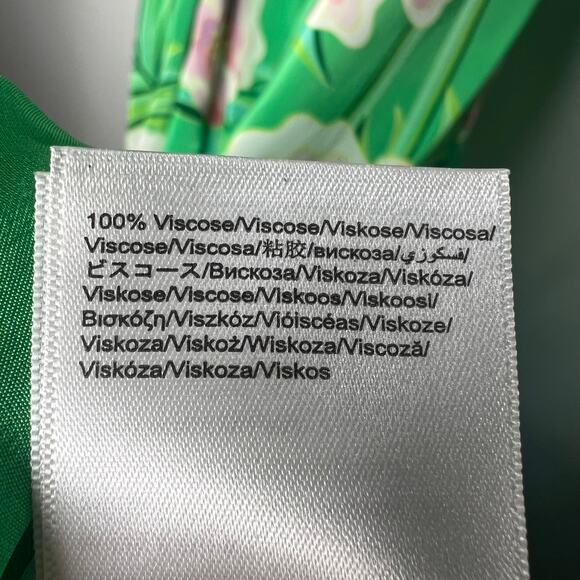 100% Viscose/Viscose/Viskose/Viscosa/
Viscose/Viscosa/粘胶/вискоза/فسكوزي/
ビスコース/Вискоза/Viskoza/Viskóza/
Viskose/Viscose/Viskoos/Viskoosi/
Βισκόζη/Viszkóz/Vióiscéas/Viskoze/
Viskoza/Viskoż/Wiskoza/Viscoză/
Viskóza/Viskoza/Viskos